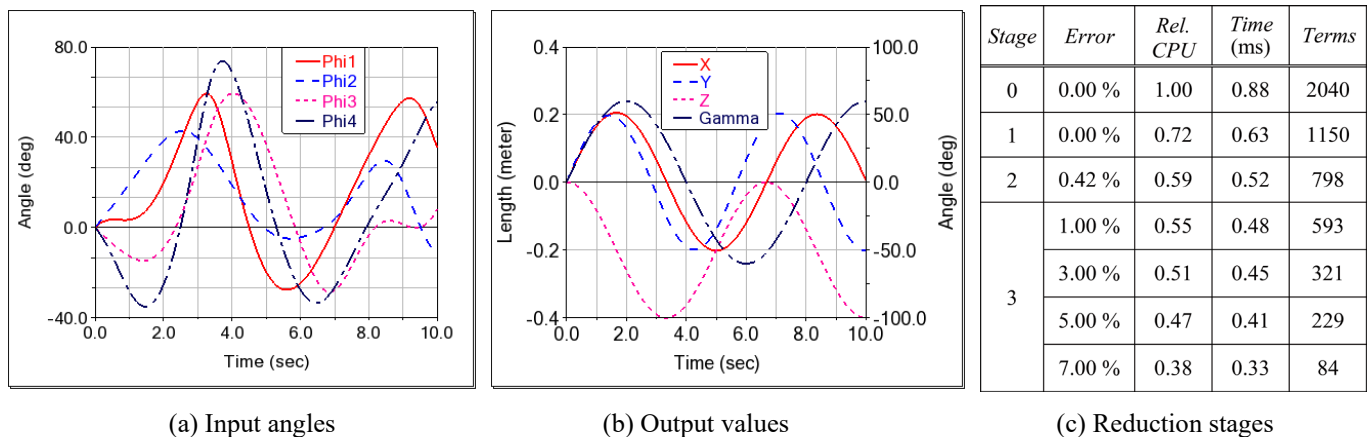 80.0
40.0
0.0
-40.0
Angle (deg)
Phi1
Phi2
Phi3
Phi4
0.0 2.0 4.0 6.0 8.0 10.0
Time (sec)
(a) Input angles
0.4
0.2
0.0
-0.2
-0.4
Length (meter)
X
Y
Z
Gamma
100.0
50.0
0.0
-50.0
-100.0
Angle (deg)
0.0 2.0 4.0 6.0 8.0 10.0
Time (sec)
(b) Output values
Stage Error Rel. CPU Time (ms) Terms
0 0.00 % 1.00 0.88 2040
1 0.00 % 0.72 0.63 1150
2 0.42 % 0.59 0.52 798
3 1.00 % 0.55 0.48 593
3.00 % 0.51 0.45 321
5.00 % 0.47 0.41 229
7.00 % 0.38 0.33 84
(c) Reduction stages